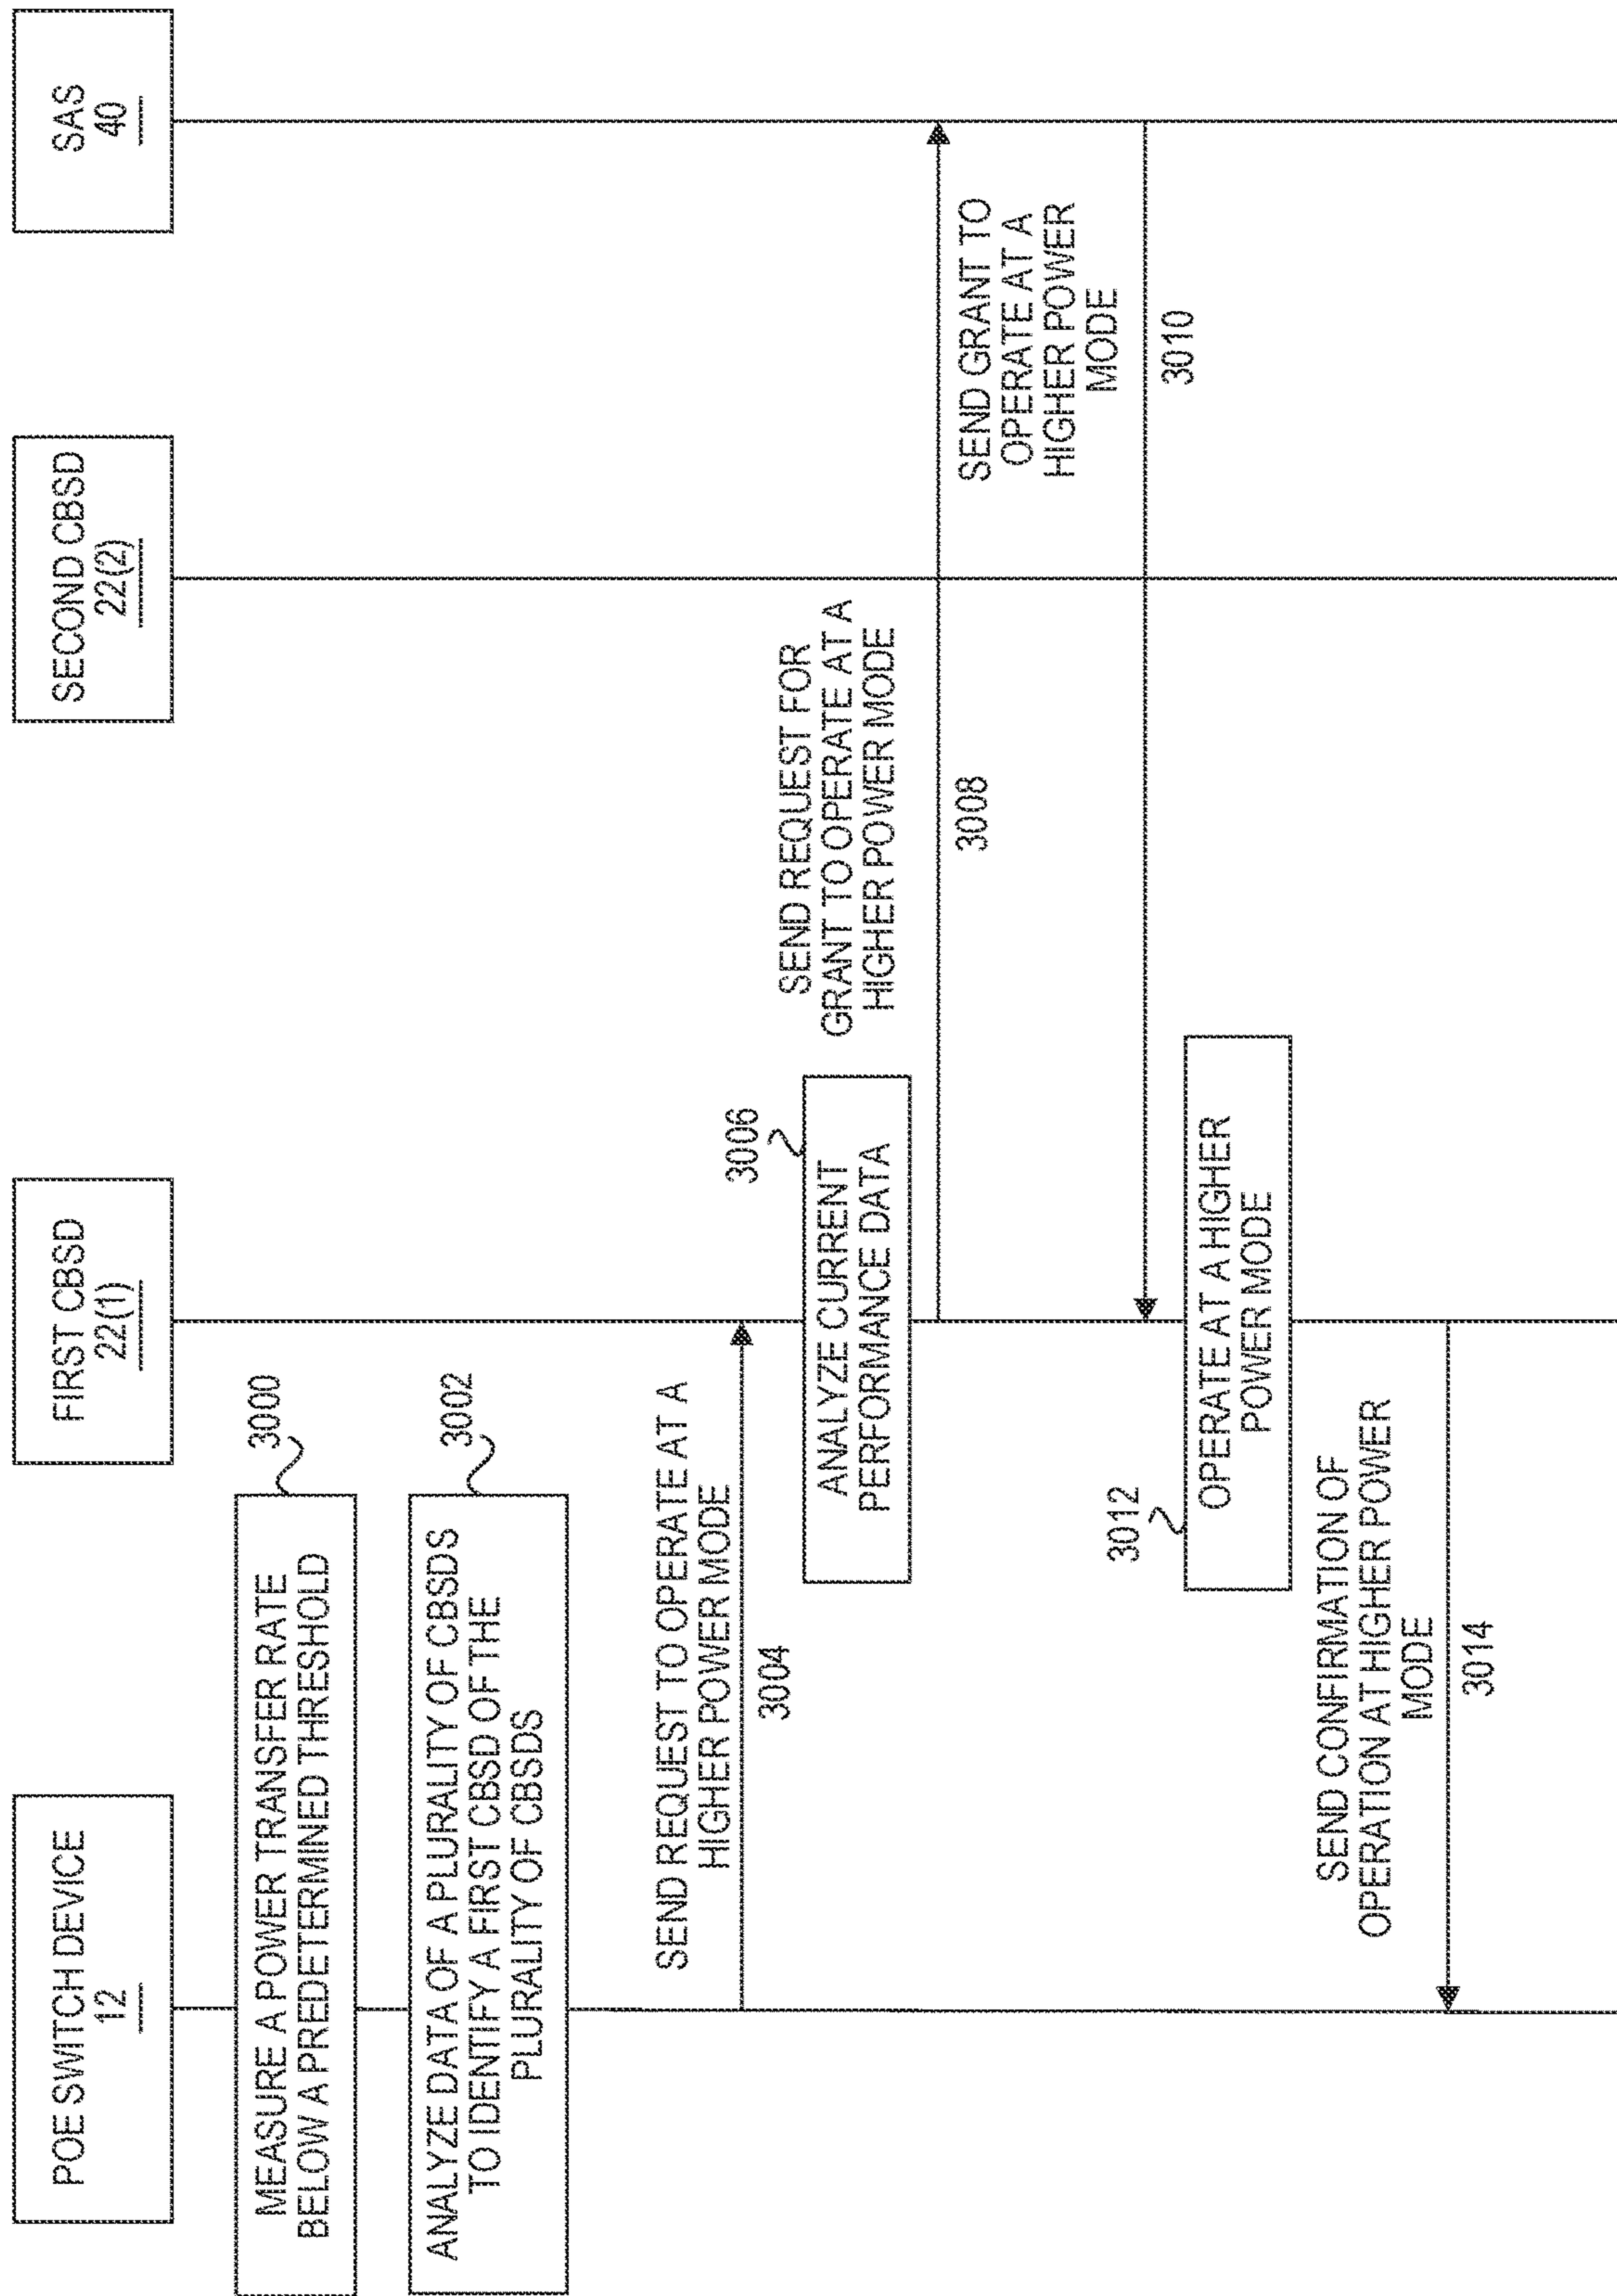 POE SWITCH DEVICE
12
FIRST CBSD
22(1)
SECOND CBSD
22(2)
SAS
40
3000
MEASURE A POWER TRANSFER RATE
BELOW A PREDETERMINED THRESHOLD
3002
ANALYZE DATA OF A PLURALITY OF CBSDS
TO IDENTIFY A FIRST CBSD OF THE
PLURALITY OF CBSDS
SEND REQUEST TO OPERATE AT A
HIGHER POWER MODE
3004
3006
ANALYZE CURRENT
PERFORMANCE DATA
SEND REQUEST FOR
GRANT TO OPERATE AT A
HIGHER POWER MODE
3008
SEND GRANT TO
OPERATE AT A
HIGHER POWER
MODE
3010
3012
OPERATE AT A HIGHER
POWER MODE
SEND CONFIRMATION OF
OPERATION AT HIGHER POWER
MODE
3014